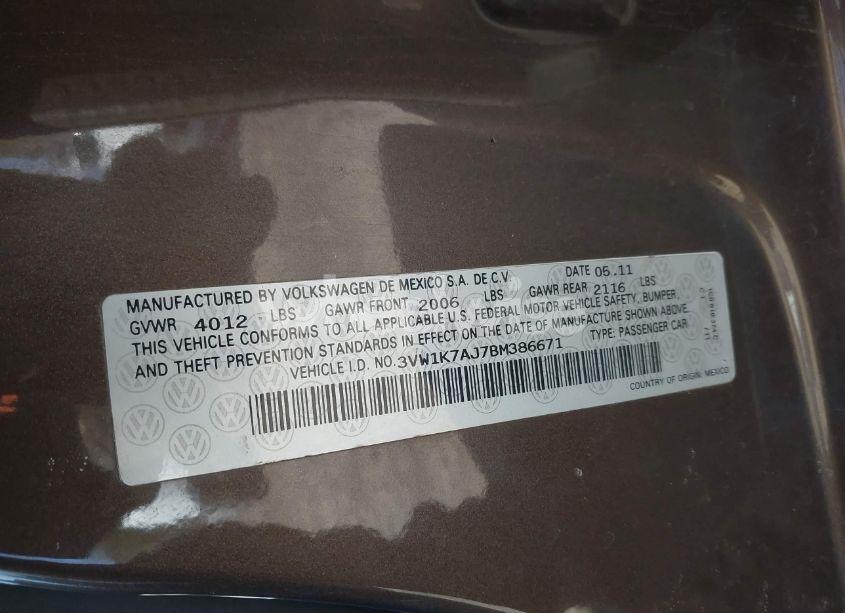 MANUFACTURED BY VOLKSWAGEN DE MEXICO S.A. DE C.V. DATE 05.11
GVWR 4012 LBS GAWR FRONT 2006 LBS GAWR REAR 2116 LBS
THIS VEHICLE CONFORMS TO ALL APPLICABLE U.S. FEDERAL MOTOR VEHICLE SAFETY, BUMPER,
AND THEFT PREVENTION STANDARDS IN EFFECT ON THE DATE OF MANUFACTURE SHOWN ABOVE.
VEHICLE I.D. NO.3VW1K7AJ7BM386671 TYPE: PASSENGER CAR
COUNTRY OF ORIGIN: MEXICO